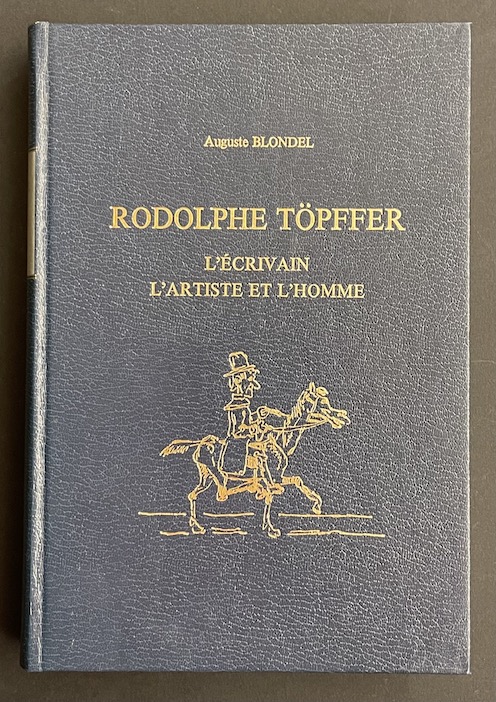 Auguste BLONDEL
RODOLPHE TÖPFFER
L'ÉCRIVAIN
L'ARTISTE ET L'HOMME